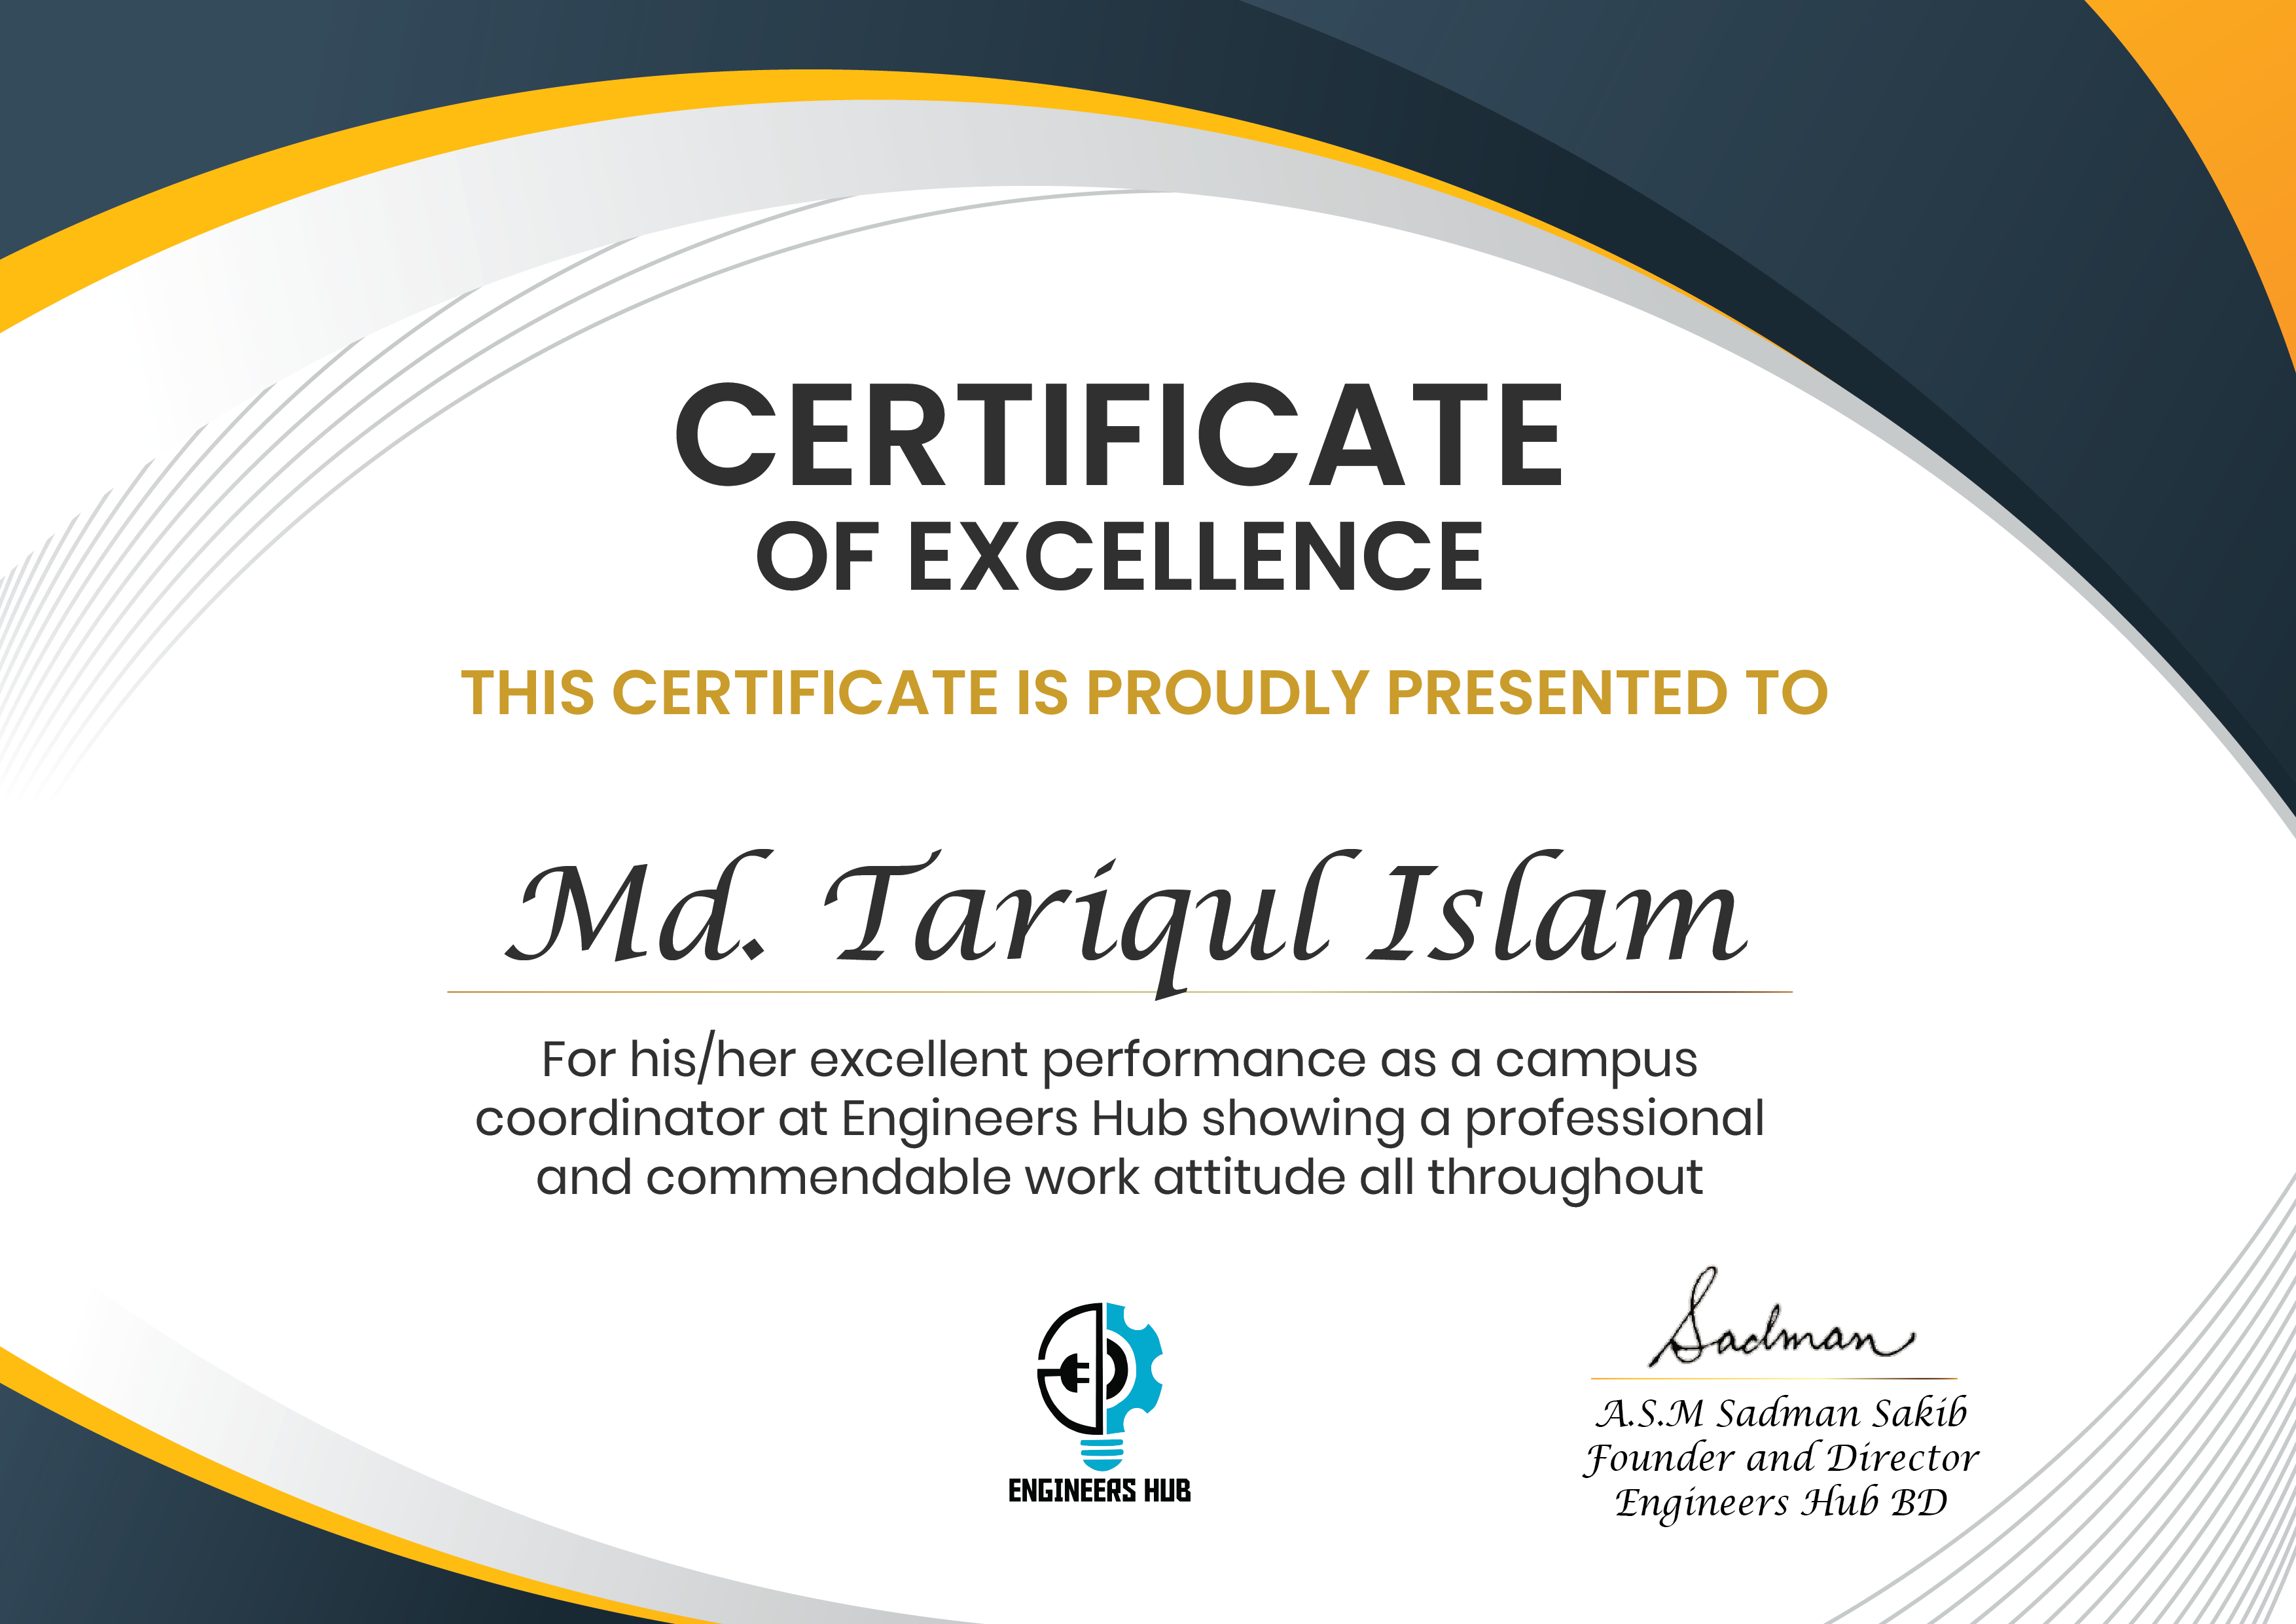 CERTIFICATE
OF EXCELLENCE
THIS CERTIFICATE IS PROUDLY PRESENTED TO
Md. Tariqul Islam
For his/her excellent performance as a campus
coordinator at Engineers Hub showing a professional
and commendable work attitude all throughout
ENGINEERS HUB
Sadman
A.S.M Sadman Sakib
Founder and Director
Engineers Hub BD